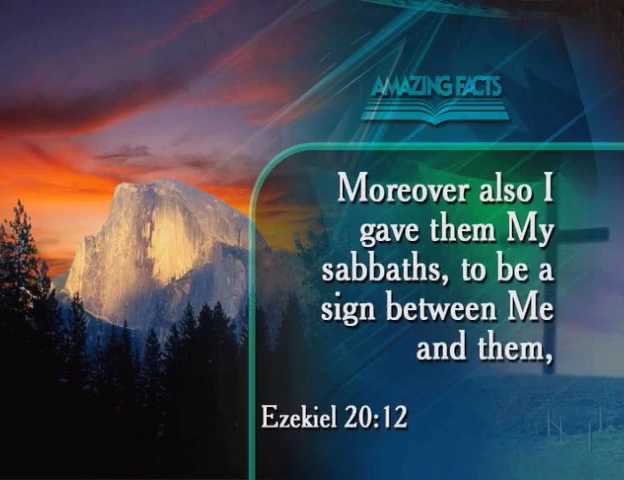 AMAZING FACTS
Moreover also I
gave them My
sabbaths, to be a
sign between Me
and them,
Ezekiel 20:12